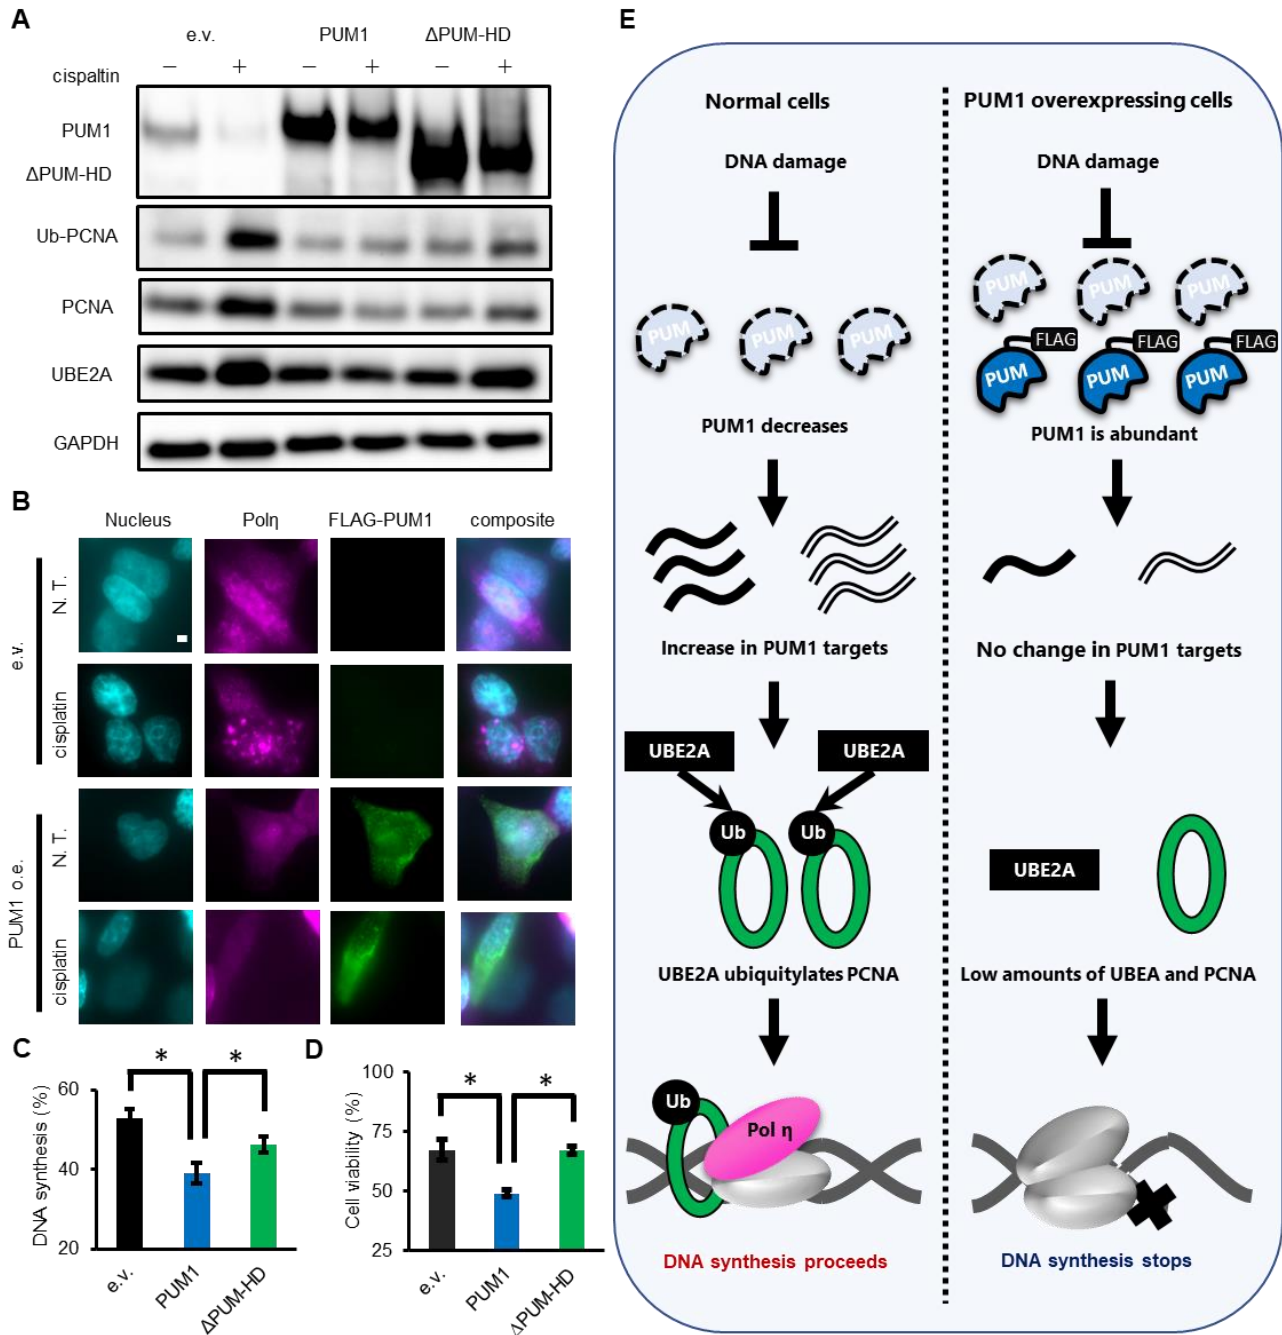 A
e.v. PUM1 ΔPUM-HD
cispaltin − + − + − +
PUM1
ΔPUM-HD
Ub-PCNA
PCNA
UBE2A
GAPDH
B
Nucleus Polη FLAG-PUM1 composite
e.v.
N. T.
cisplatin
PUM1 o.e.
N. T.
cisplatin
C
DNA synthesis (%)
60
40
20
* *
e.v. PUM1 ΔPUM-HD
D
Cell viability (%)
100
75
50
25
* *
e.v. PUM1 ΔPUM-HD
E
Normal cells
DNA damage
PUM PUM PUM
PUM1 decreases
Increase in PUM1 targets
UBE2A UBE2A
Ub Ub
UBE2A ubiquitylates PCNA
Ub
Pol η
DNA synthesis proceeds
PUM1 overexpressing cells
DNA damage
PUM PUM PUM
FLAG FLAG FLAG
PUM PUM PUM
PUM1 is abundant
No change in PUM1 targets
UBE2A
Low amounts of UBEA and PCNA
DNA synthesis stops